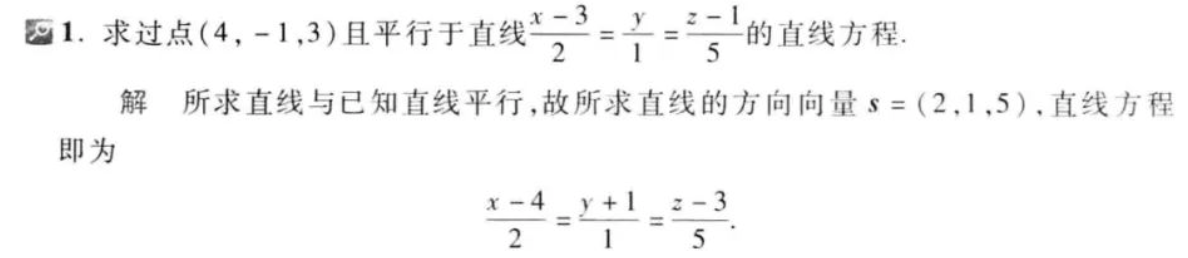 1. 求过点(4, -1,3)且平行于直线 \frac{x-3}{2} = \frac{y}{1} = \frac{z-1}{5} 的直线方程.
解 所求直线与已知直线平行,故所求直线的方向向量 s = (2,1,5),直线方程
即为
\frac{x-4}{2} = \frac{y+1}{1} = \frac{z-3}{5}.